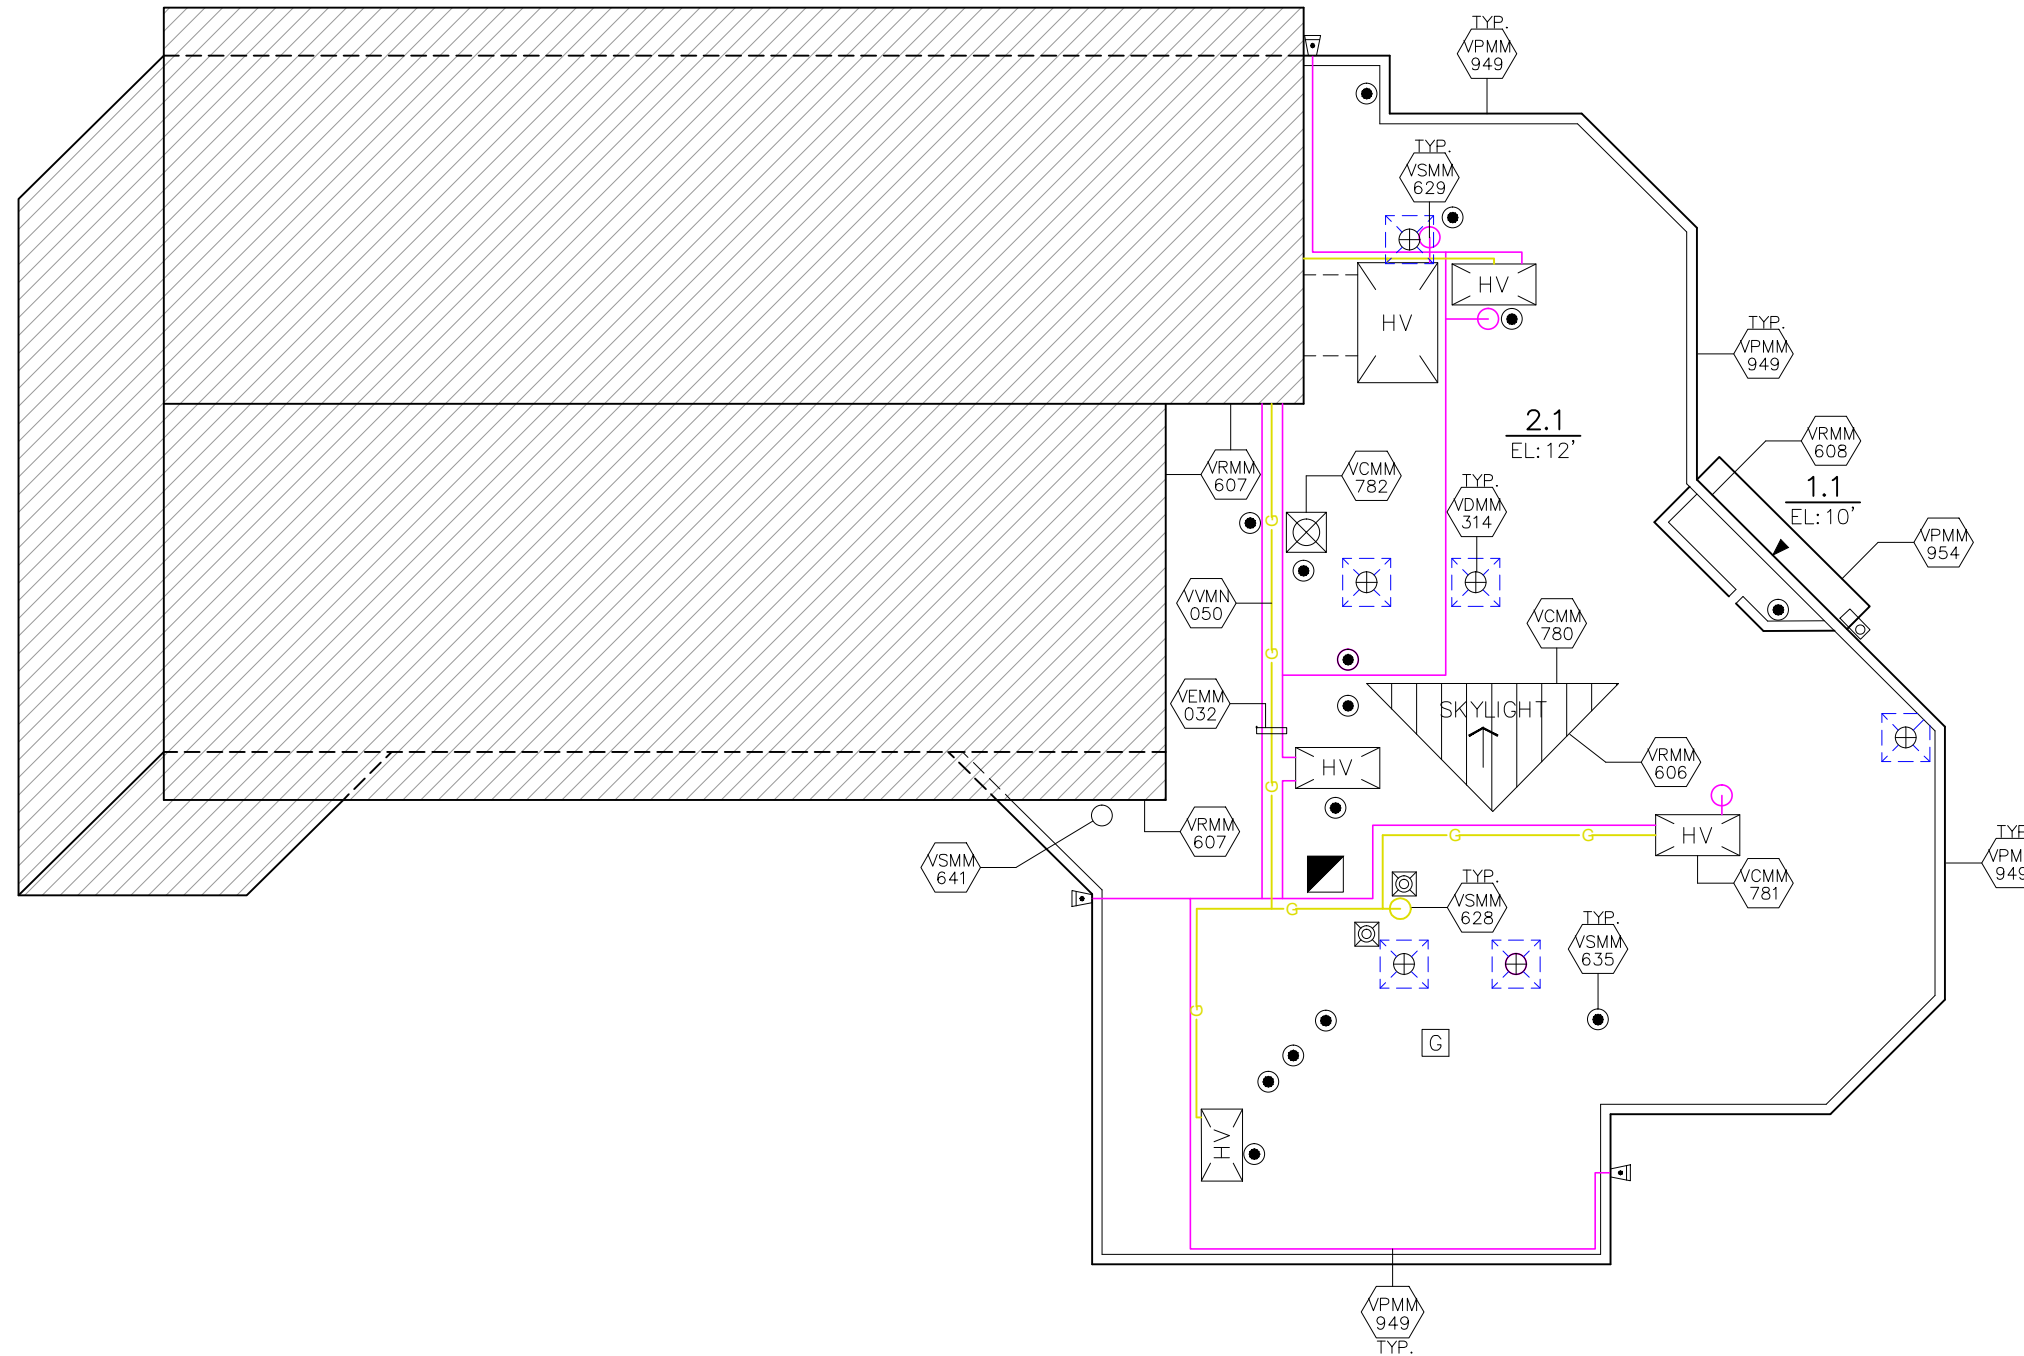 TYP.
VPMM
949
TYP.
VSMM
629
HV
HV
TYP.
VPMM
949
2.1
EL:12'
VRMM
608
VRMM
607
VCMM
782
TYP.
VDMM
314
1.1
EL:10'
VPMM
954
G
VVMN
050
VCMM
780
G
VEMM
032
SKYLIGHT
VRMM
606
HV
G
VRMM
607
VSMM
641
G
G
HV
TYP
VPM
949
VCMM
781
TYP.
VSMM
628
G
TYP.
VSMM
635
G
G
HV
VPMM
949
TYP.